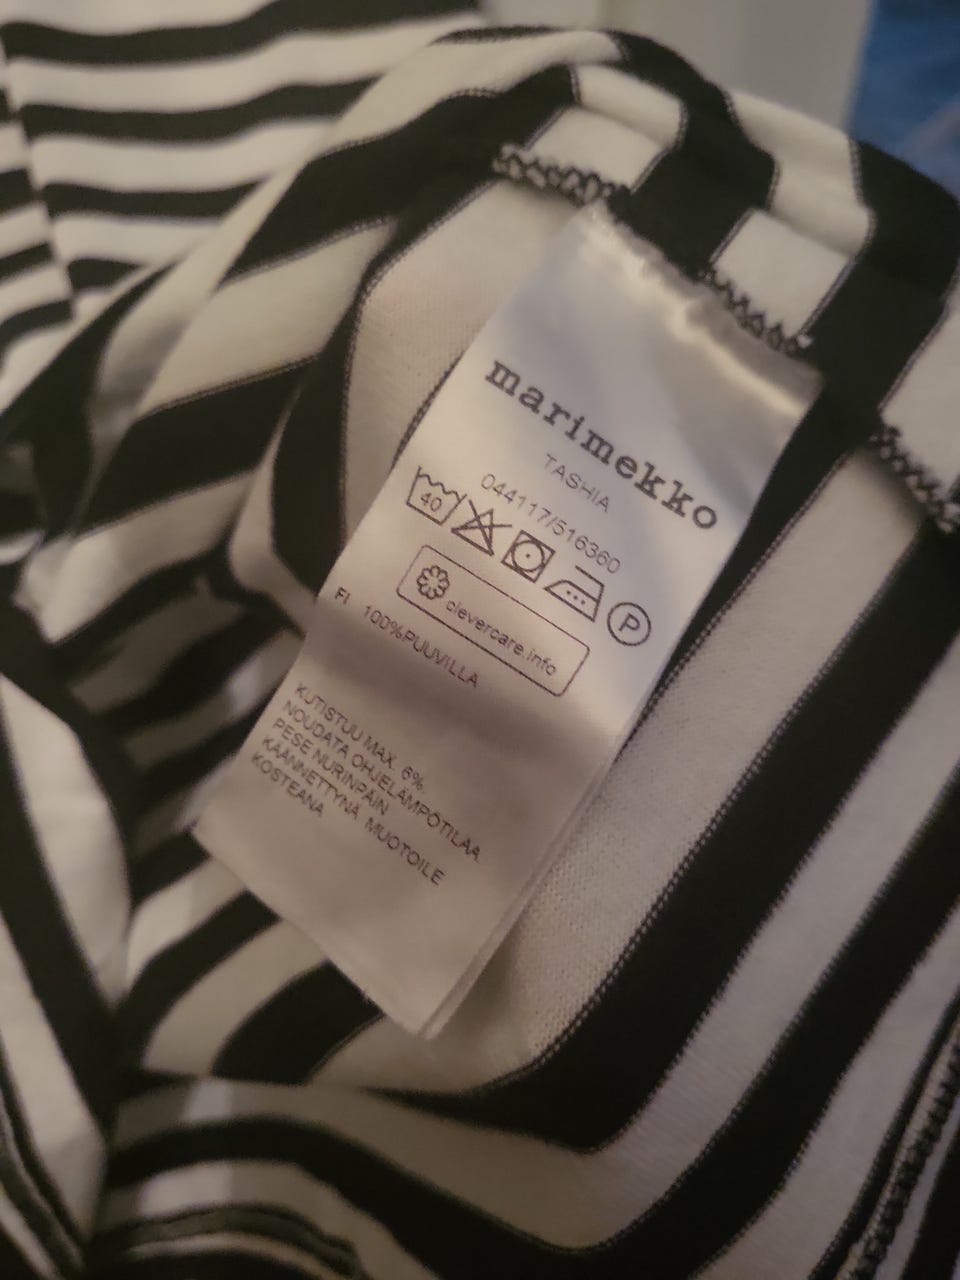 marimekko
TASHIA
044117/516360
40
P
clevercare.info
FI 100%PUUVILLA
KUTISTUU MAX. 6%.
NOUDATA OHJELÄMPÖTILAA.
PESE NURINPÄIN
KÄÄNNETTYNÄ. MUOTOILE
KOSTEANA